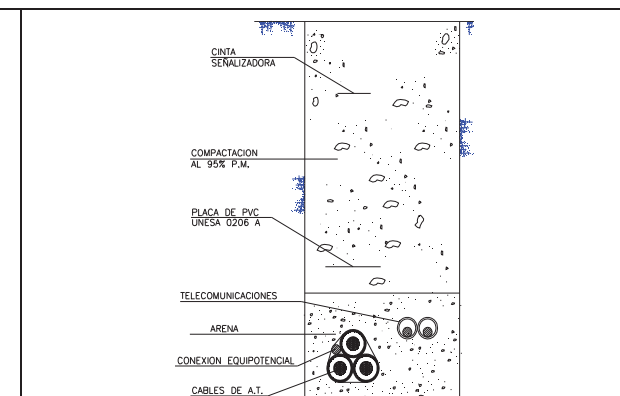 CINTA
SEÑALIZADORA
COMPACTACION
AL 95% P.M.
PLACA DE PVC
UNESA 0206 A
TELECOMUNICACIONES
ARENA
CONEXION EQUIPOTENCIAL
CABLES DE A.T.